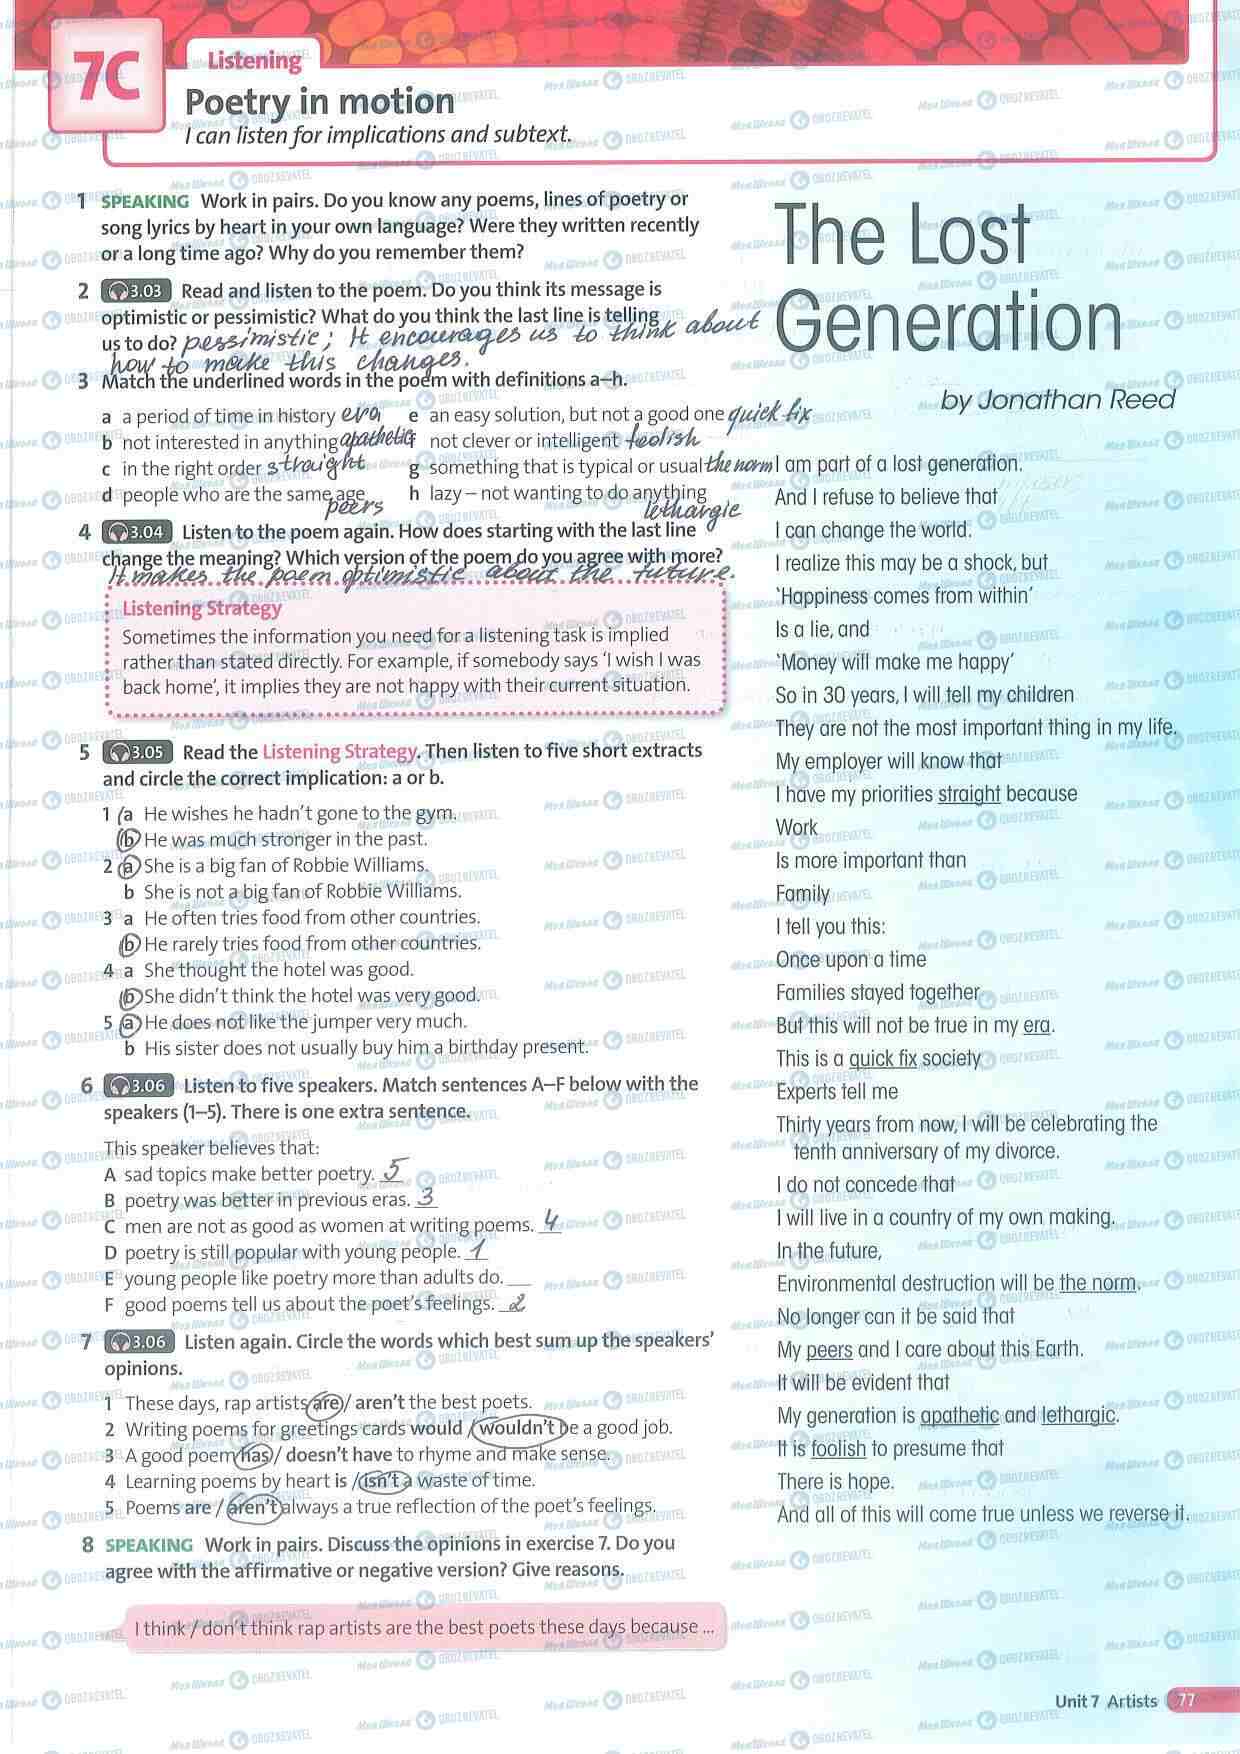 7C
Listening
Poetry in motion
I can listen for implications and subtext.
1 SPEAKING Work in pairs. Do you know any poems, lines of poetry or
song lyrics by heart in your own language? Were they written recently
or a long time ago? Why do you remember them?
2 3.03 Read and listen to the poem. Do you think its message is
optimistic or pessimistic? What do you think the last line is telling
us to do? pessimistic; It encourages us to think about
how to make this changes.
3 Match the underlined words in the poem with definitions a–h.
a a period of time in history era
b not interested in anything apathetic
c in the right order straight
d people who are the same age
peers
e an easy solution, but not a good one quick fix
f not clever or intelligent foolish
g something that is typical or usual the norm
h lazy – not wanting to do anything
lethargic
4 3.04 Listen to the poem again. How does starting with the last line
change the meaning? Which version of the poem do you agree with more?
It makes the poem optimistic about the future.
Listening Strategy
Sometimes the information you need for a listening task is implied
rather than stated directly. For example, if somebody says ‘I wish I was
back home’, it implies they are not happy with their current situation.
5 3.05 Read the Listening Strategy. Then listen to five short extracts
and circle the correct implication: a or b.
1 a He wishes he hadn’t gone to the gym.
b He was much stronger in the past.
2 a She is a big fan of Robbie Williams.
b She is not a big fan of Robbie Williams.
3 a He often tries food from other countries.
b He rarely tries food from other countries.
4 a She thought the hotel was good.
b She didn’t think the hotel was very good.
5 a He does not like the jumper very much.
b His sister does not usually buy him a birthday present.
6 3.06 Listen to five speakers. Match sentences A–F below with the
speakers (1–5). There is one extra sentence.
This speaker believes that:
A sad topics make better poetry. 5
B poetry was better in previous eras. 3
C men are not as good as women at writing poems. 4
D poetry is still popular with young people. 1
E young people like poetry more than adults do.
F good poems tell us about the poet’s feelings. 2
7 3.06 Listen again. Circle the words which best sum up the speakers’
opinions.
1 These days, rap artists are / aren’t the best poets.
2 Writing poems for greetings cards would / wouldn’t be a good job.
3 A good poem has / doesn’t have to rhyme and make sense.
4 Learning poems by heart is / isn’t a waste of time.
5 Poems are / aren’t always a true reflection of the poet’s feelings.
8 SPEAKING Work in pairs. Discuss the opinions in exercise 7. Do you
agree with the affirmative or negative version? Give reasons.
I think / don’t think rap artists are the best poets these days because ...
The Lost
Generation
by Jonathan Reed
I am part of a lost generation.
And I refuse to believe that
I can change the world.
I realize this may be a shock, but
‘Happiness comes from within’
Is a lie, and
‘Money will make me happy’
So in 30 years, I will tell my children
They are not the most important thing in my life.
My employer will know that
I have my priorities straight because
Work
Is more important than
Family
I tell you this:
Once upon a time
Families stayed together
But this will not be true in my era.
This is a quick fix society
Experts tell me
Thirty years from now, I will be celebrating the
tenth anniversary of my divorce.
I do not concede that
I will live in a country of my own making.
In the future,
Environmental destruction will be the norm.
No longer can it be said that
My peers and I care about this Earth.
It will be evident that
My generation is apathetic and lethargic.
It is foolish to presume that
There is hope.
And all of this will come true unless we reverse it.
Unit 7 Artists 77